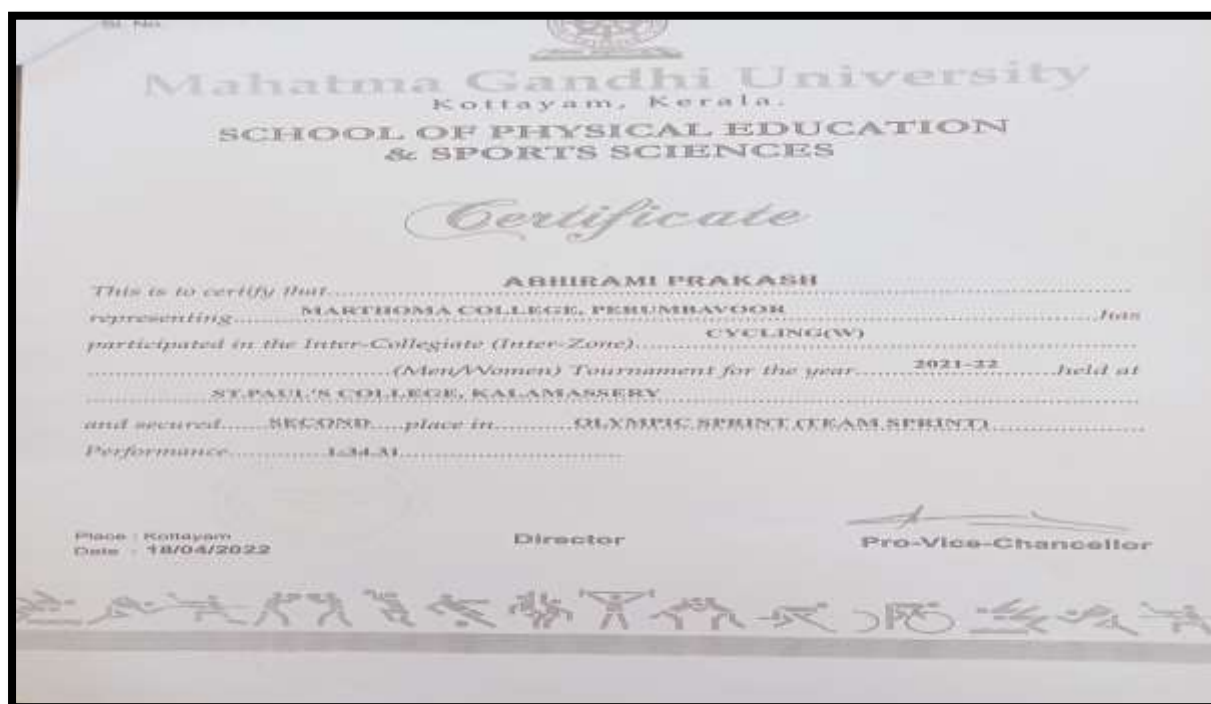 Sl. No.
Mahatma Gandhi University
Kottayam, Kerala.
SCHOOL OF PHYSICAL EDUCATION
& SPORTS SCIENCES
Certificate
This is to certify that..........ABHIRAMI PRAKASH..........
representing..........MARTHOMA COLLEGE, PERUMBAVOOR..........has
participated in the Inter-Collegiate (Inter-Zone)..........CYCLING(W)..........
..........(Men/Women) Tournament for the year..........2021-22..........held at
..........ST.PAUL'S COLLEGE, KALAMASSERY..........
and secured..........SECOND..........place in..........OLYMPIC SPRINT (TEAM SPRINT)..........
Performance..........1:34.31..........
Place : Kottayam
Date : 18/04/2022
Director
Pro-Vice-Chancellor